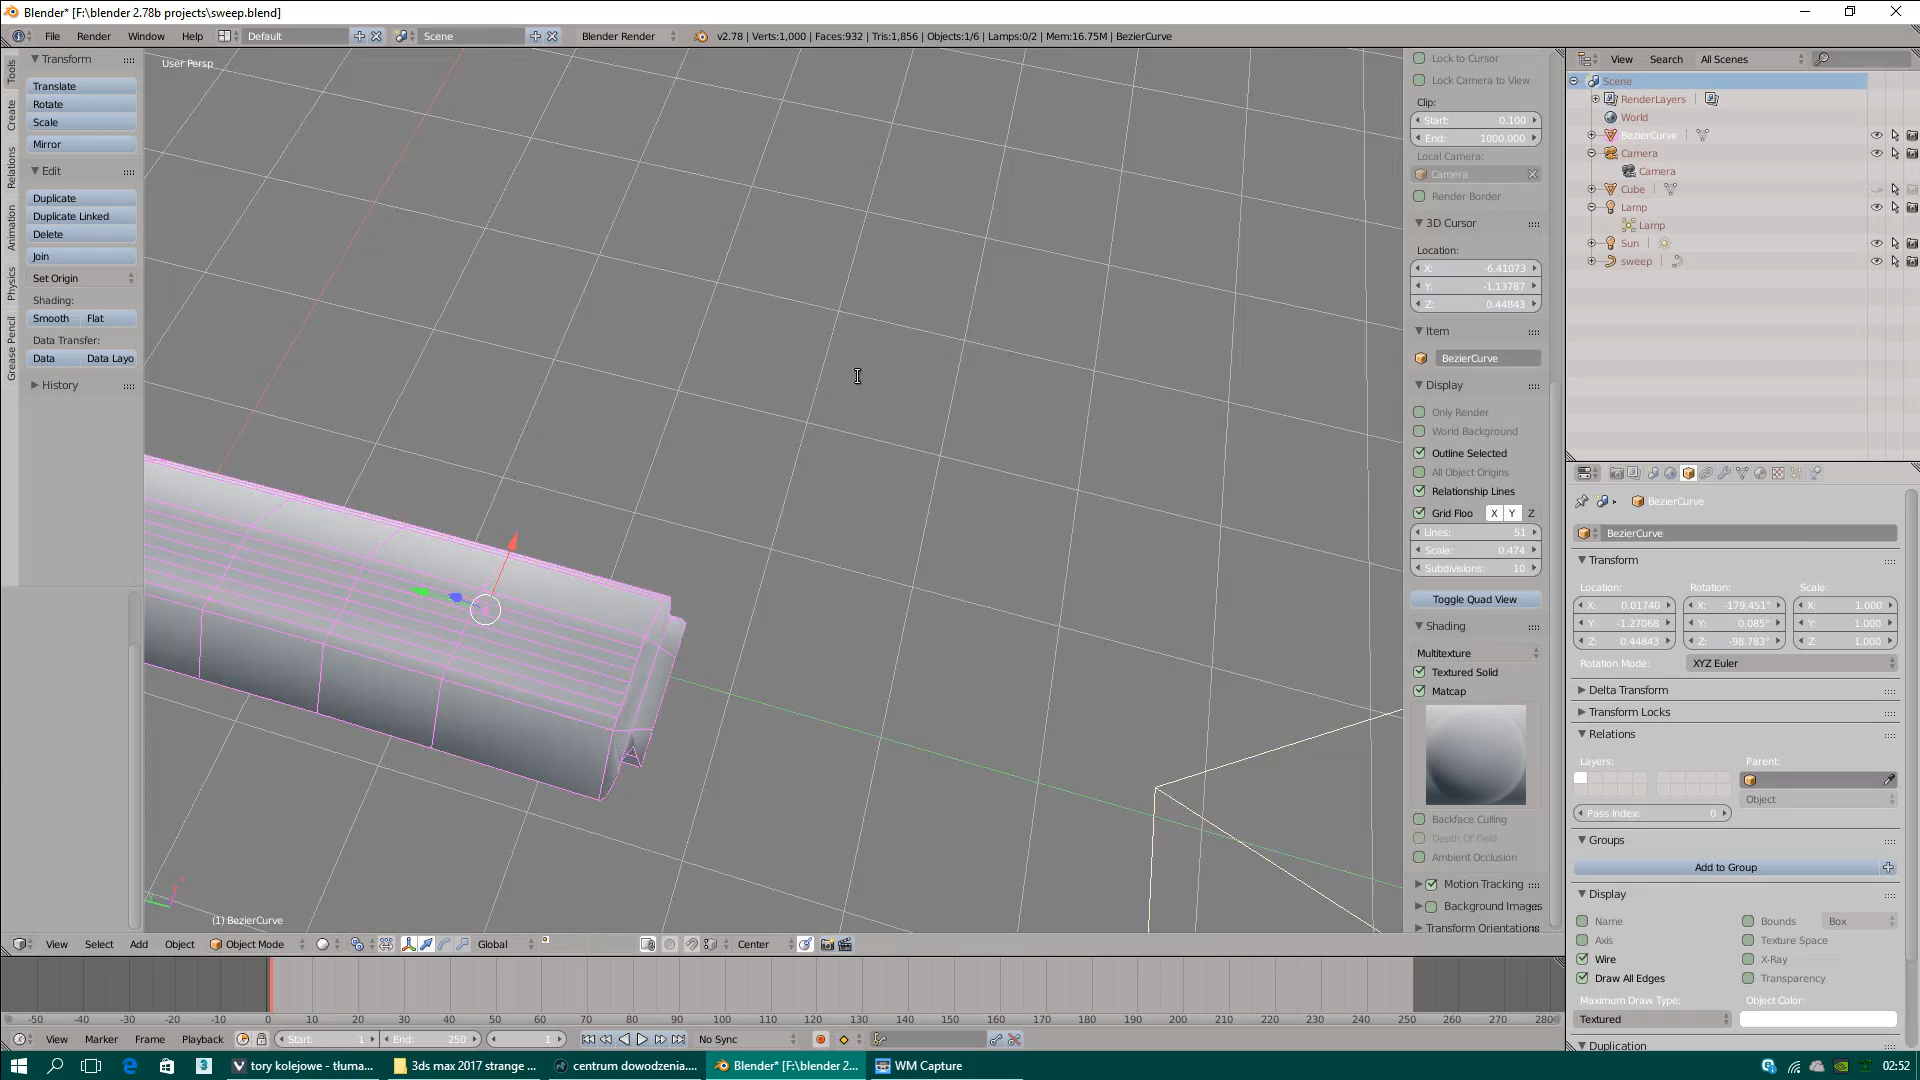 Blender* [F:\blender 2.78b projects\sweep.blend]
File Render Window Help Default Scene Blender Render v2.78 | Verts:1,000 | Faces:932 | Tris:1,856 | Objects:1/6 | Lamps:0/2 | Mem:16.75M | BezierCurve
Tools
Create
Relations
Animation
Physics
Grease Pencil
Transform
Translate
Rotate
Scale
Mirror
Edit
Duplicate
Duplicate Linked
Delete
Join
Set Origin
Shading:
Smooth Flat
Data Transfer:
Data Data Layo
History
User Persp
(1) BezierCurve
Lock to Cursor
Lock Camera to View
Clip:
Start: 0.100
End: 1000.000
Local Camera:
Camera
Render Border
3D Cursor
Location:
X: -6.41073
Y: -1.13787
Z: 0.44843
Item
BezierCurve
Display
Only Render
World Background
Outline Selected
All Object Origins
Relationship Lines
Grid Floo X Y Z
Lines: 51
Scale: 0.474
Subdivisions: 10
Toggle Quad View
Shading
Multitexture
Textured Solid
Matcap
Backface Culling
Depth Of Field
Ambient Occlusion
Motion Tracking
Background Images
Transform Orientations
View Search All Scenes
Scene
RenderLayers
World
BezierCurve
Camera
Camera
Cube
Lamp
Lamp
Sun
sweep
BezierCurve
BezierCurve
Transform
Location: Rotation: Scale:
X: 0.01740 X: -179.451° X: 1.000
Y: -1.27068 Y: 0.085° Y: 1.000
Z: 0.44843 Z: -98.783° Z: 1.000
Rotation Mode: XYZ Euler
Delta Transform
Transform Locks
Relations
Layers: Parent:
Object
Pass Index: 0
Groups
Add to Group
Display
Name Bounds Box
Axis Texture Space
Wire X-Ray
Draw All Edges Transparency
Maximum Draw Type: Object Color:
Textured
Duplication
View Select Add Object Object Mode Global Center
-50 -40 -30 -20 -10 0 10 20 30 40 50 60 70 80 90 100 110 120 130 140 150 160 170 180 190 200 210 220 230 240 250 260 270 280
View Marker Frame Playback Start: 1 End: 250 1 No Sync
tory kolejowe - tłuma... 3ds max 2017 strange ... centrum dowodzenia.... Blender* [F:\blender 2... WM Capture 02:52